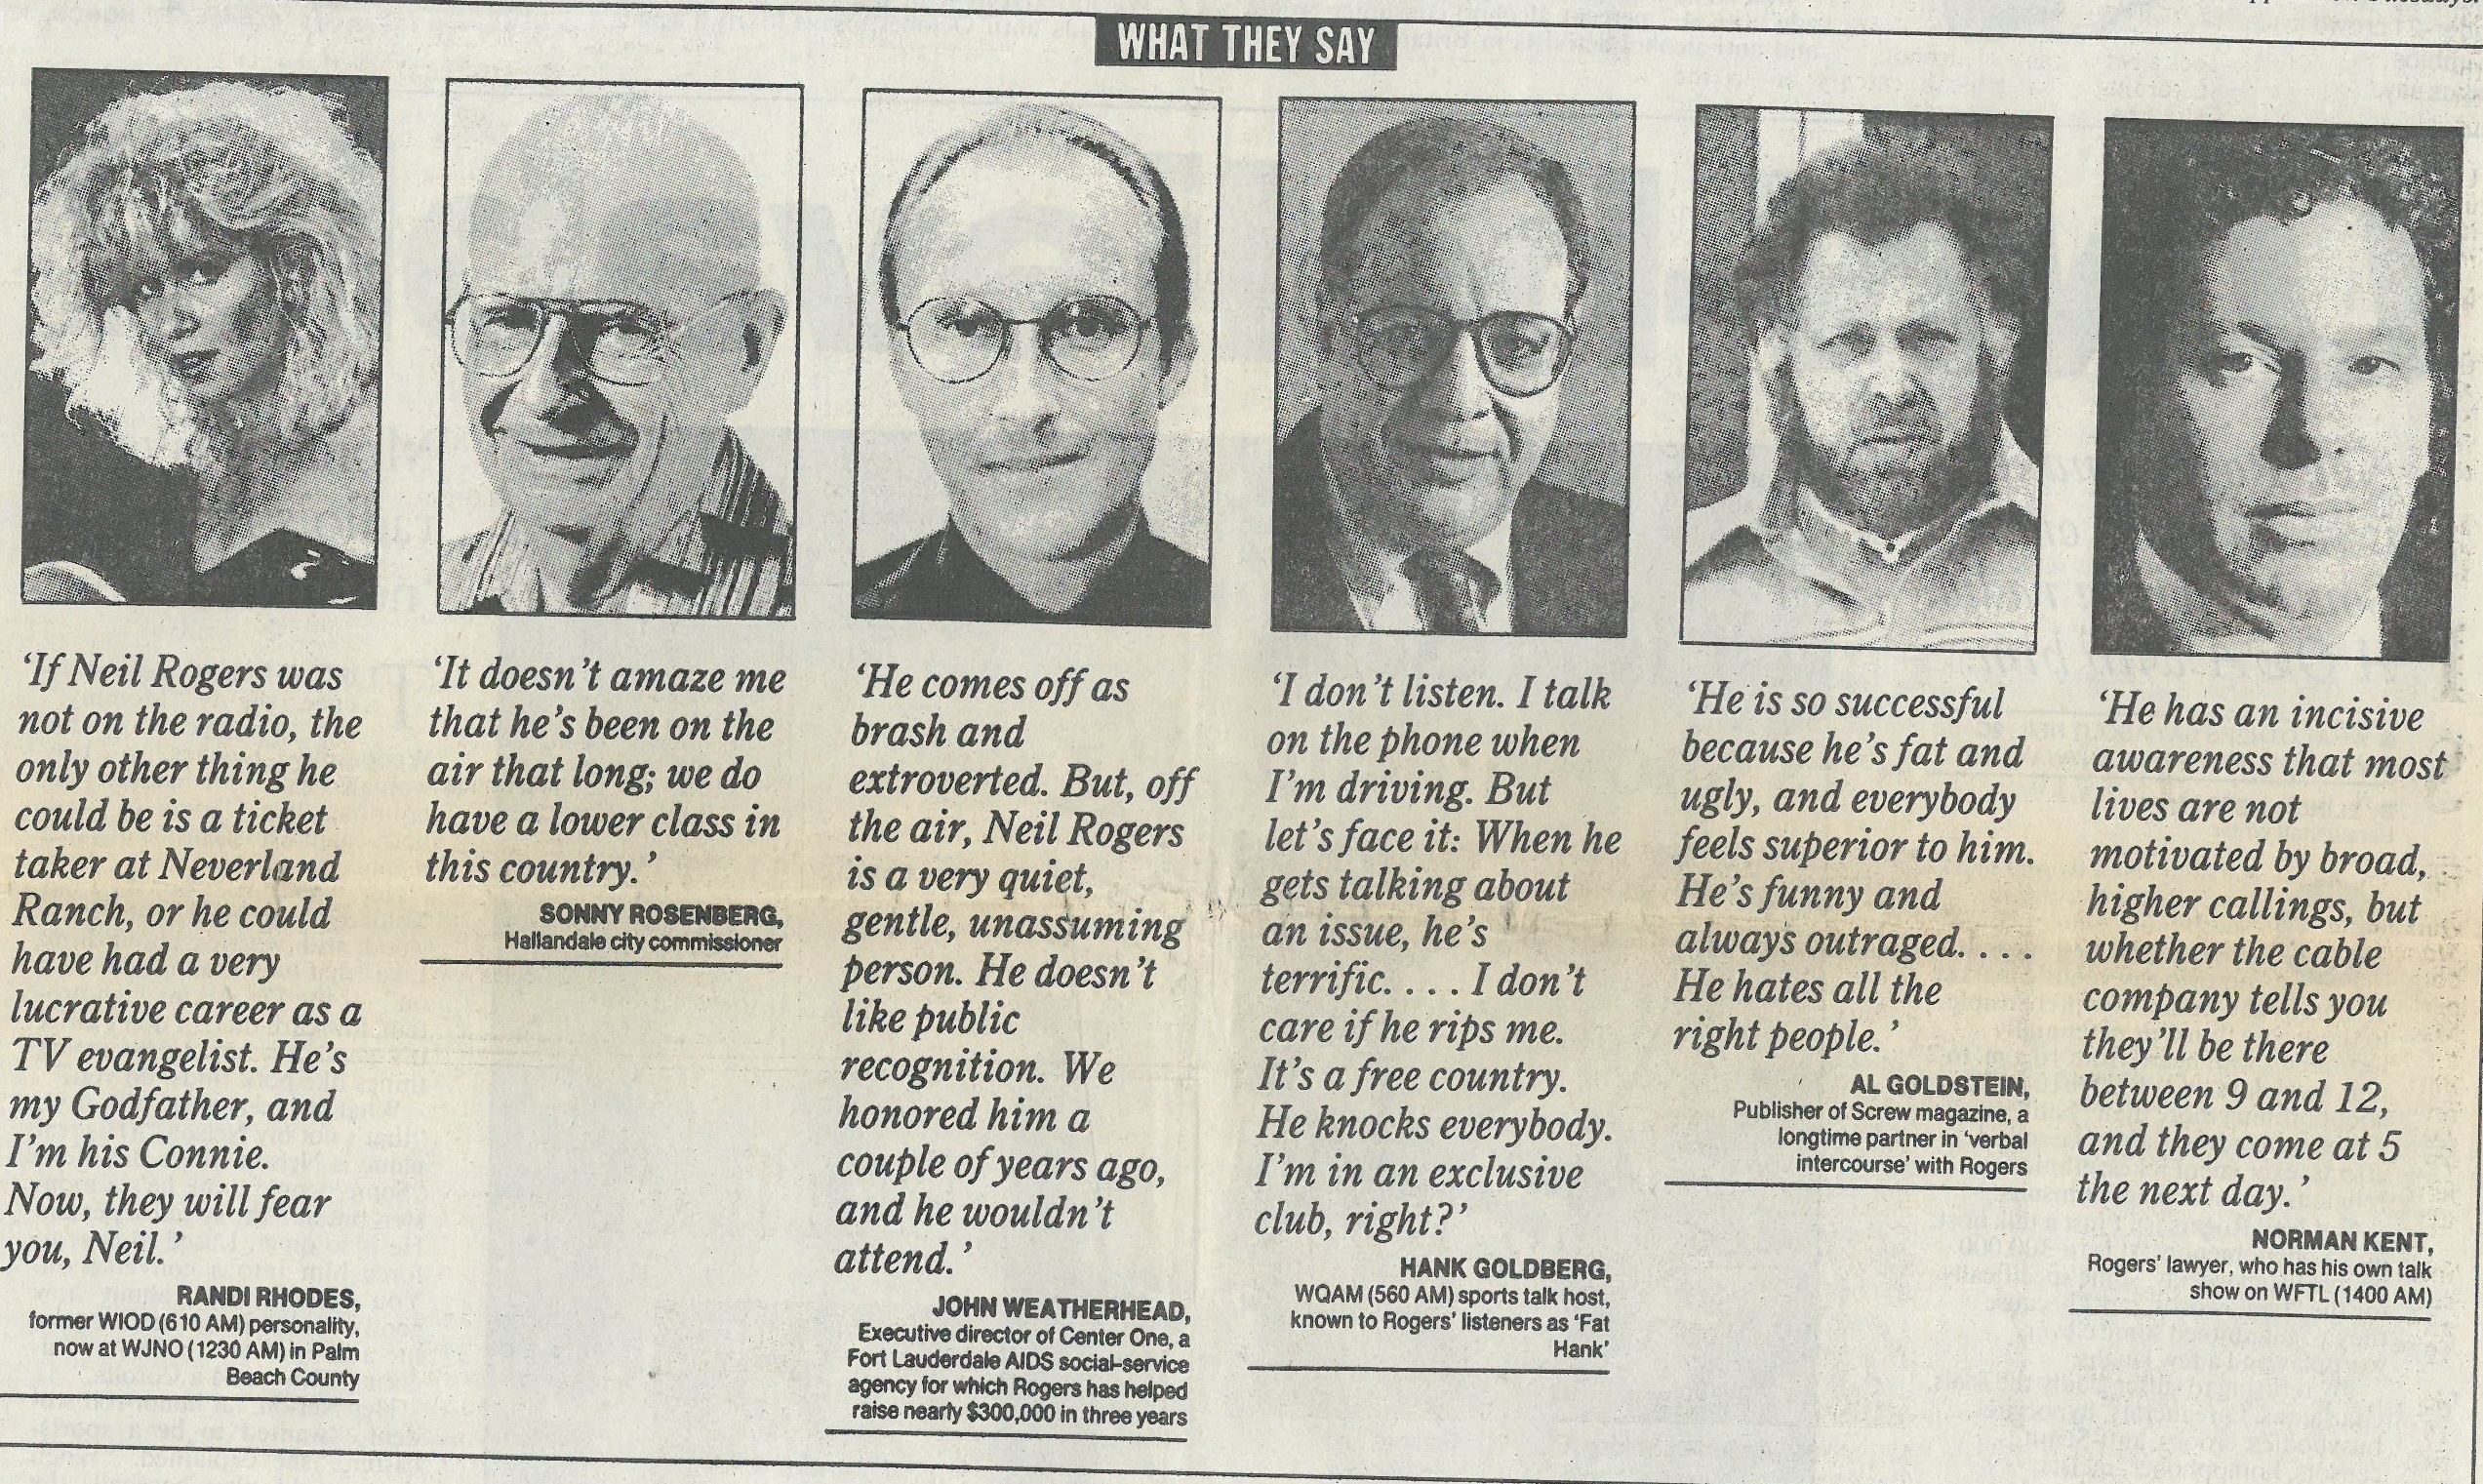 WHAT THEY SAY
‘If Neil Rogers was
not on the radio, the
only other thing he
could be is a ticket
taker at Neverland
Ranch, or he could
have had a very
lucrative career as a
TV evangelist. He’s
my Godfather, and
I’m his Connie.
Now, they will fear
you, Neil.’
RANDI RHODES,
former WIOD (610 AM) personality,
now at WJNO (1230 AM) in Palm
Beach County
‘It doesn’t amaze me
that he’s been on the
air that long; we do
have a lower class in
this country.’
SONNY ROSENBERG,
Hallandale city commissioner
‘He comes off as
brash and
extroverted. But, off
the air, Neil Rogers
is a very quiet,
gentle, unassuming
person. He doesn’t
like public
recognition. We
honored him a
couple of years ago,
and he wouldn’t
attend.’
JOHN WEATHERHEAD,
Executive director of Center One, a
Fort Lauderdale AIDS social-service
agency for which Rogers has helped
raise nearly $300,000 in three years
‘I don’t listen. I talk
on the phone when
I’m driving. But
let’s face it: When he
gets talking about
an issue, he’s
terrific. . . . I don’t
care if he rips me.
It’s a free country.
He knocks everybody.
I’m in an exclusive
club, right?’
HANK GOLDBERG,
WQAM (560 AM) sports talk host,
known to Rogers’ listeners as ‘Fat
Hank’
‘He is so successful
because he’s fat and
ugly, and everybody
feels superior to him.
He’s funny and
always outraged. . . .
He hates all the
right people.’
AL GOLDSTEIN,
Publisher of Screw magazine, a
longtime partner in ‘verbal
intercourse’ with Rogers
‘He has an incisive
awareness that most
lives are not
motivated by broad,
higher callings, but
whether the cable
company tells you
they’ll be there
between 9 and 12,
and they come at 5
the next day.’
NORMAN KENT,
Rogers’ lawyer, who has his own talk
show on WFTL (1400 AM)